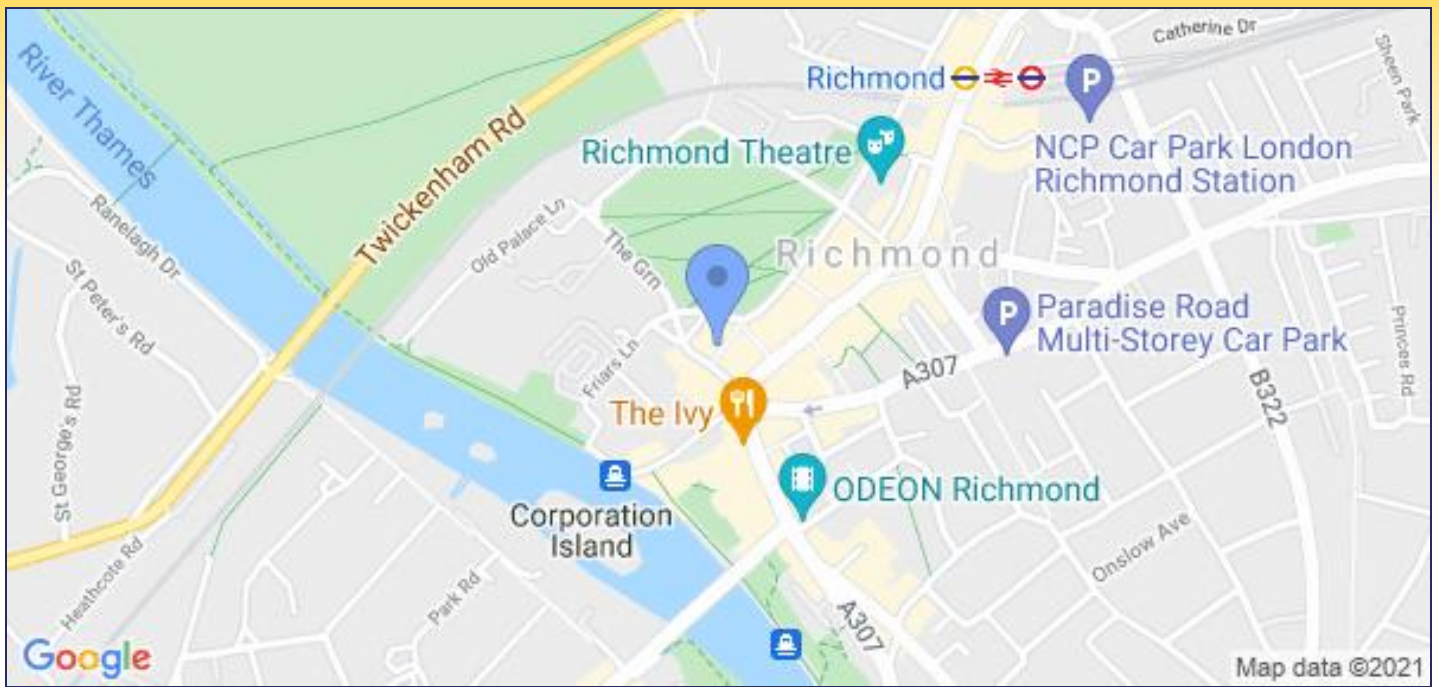 Catherine Dr
Sheen Park
River Thames
Richmond
P
NCP Car Park London
Richmond Station
Twickenham Rd
Richmond Theatre
Ranelagh Dr
Old Palace Ln
The Grn
Richmond
St Peter's Rd
P
Paradise Road
Multi-Storey Car Park
Princes Rd
Friars Ln
A307
B322
The Ivy
St George's Rd
ODEON Richmond
Corporation
Island
Onslow Ave
Heathcote Rd
Park Rd
A307
Google
Map data ©2021